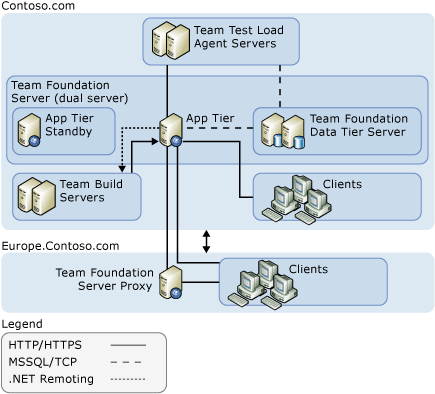 Contoso.com
Team Test Load
Agent Servers
Team Foundation
Server (dual server)
App Tier
Standby
App Tier
Team Foundation
Data Tier Server
Team Build
Servers
Clients
Europe.Contoso.com
Team Foundation
Server Proxy
Clients
Legend
HTTP/HTTPS
MSSQL/TCP
.NET Remoting